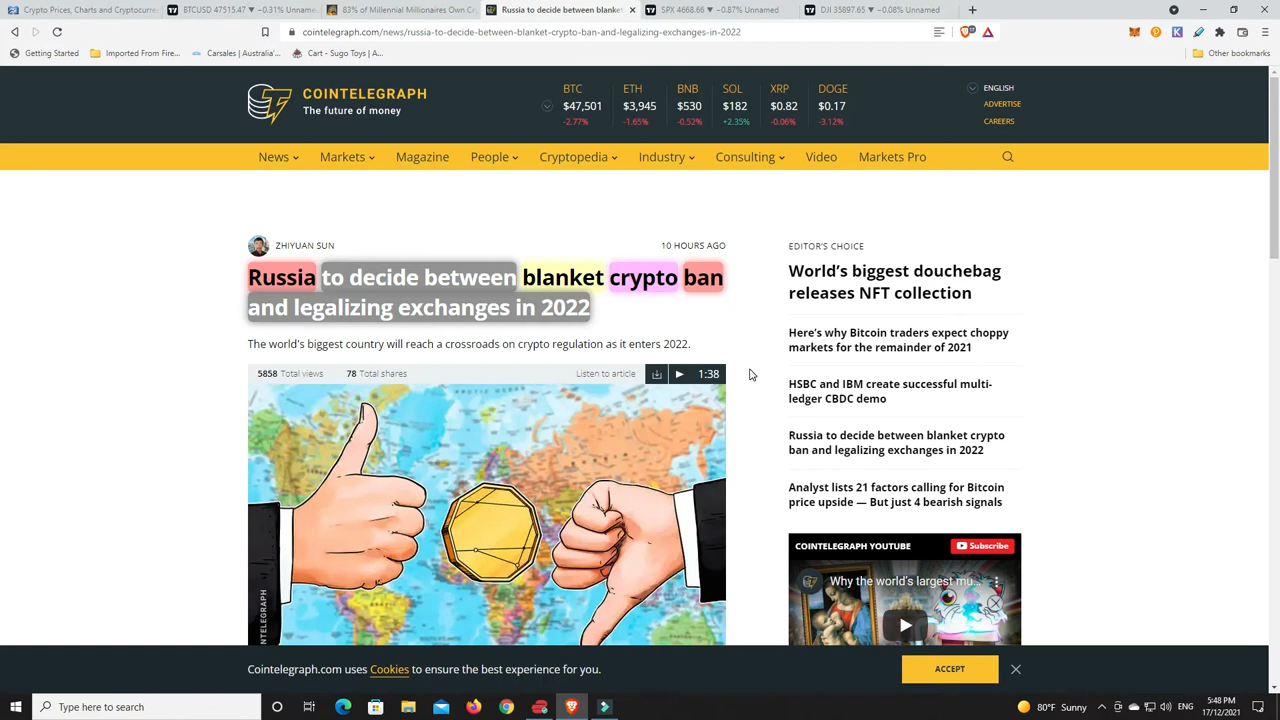 Crypto Prices, Charts and Cryptocurr
BTCUSD 47515.47 ▼ −0.31% Unname
83% of Millennial Millionaires Own C
Russia to decide between blanket
SPX 4668.66 ▼ −0.87% Unnamed
DJI 35897.65 ▼ −0.08% Unnamed
cointelegraph.com/news/russia-to-decide-between-blanket-crypto-ban-and-legalizing-exchanges-in-2022
Getting Started
Imported From Fire...
Carsales | Australia'...
Cart - Sugo Toys | A...
Other bookmarks
COINTELEGRAPH
The future of money
BTC ETH BNB SOL XRP DOGE
$47,501 $3,945 $530 $182 $0.82 $0.17
-2.77% -1.65% -0.52% +2.35% -0.06% -3.12%
ENGLISH
ADVERTISE
CAREERS
News Markets Magazine People Cryptopedia Industry Consulting Video Markets Pro
ZHIYUAN SUN
10 HOURS AGO
Russia to decide between blanket crypto ban
and legalizing exchanges in 2022
The world's biggest country will reach a crossroads on crypto regulation as it enters 2022.
5858 Total views
78 Total shares
Listen to article
1:38
EDITOR'S CHOICE
World's biggest douchebag
releases NFT collection
Here's why Bitcoin traders expect choppy
markets for the remainder of 2021
HSBC and IBM create successful multi-
ledger CBDC demo
Russia to decide between blanket crypto
ban and legalizing exchanges in 2022
Analyst lists 21 factors calling for Bitcoin
price upside — But just 4 bearish signals
COINTELEGRAPH YOUTUBE
Subscribe
Why the world's largest mu...
NTELEGRAPH
Cointelegraph.com uses Cookies to ensure the best experience for you.
ACCEPT
Type here to search
80°F Sunny
ENG
5:48 PM
17/12/2021